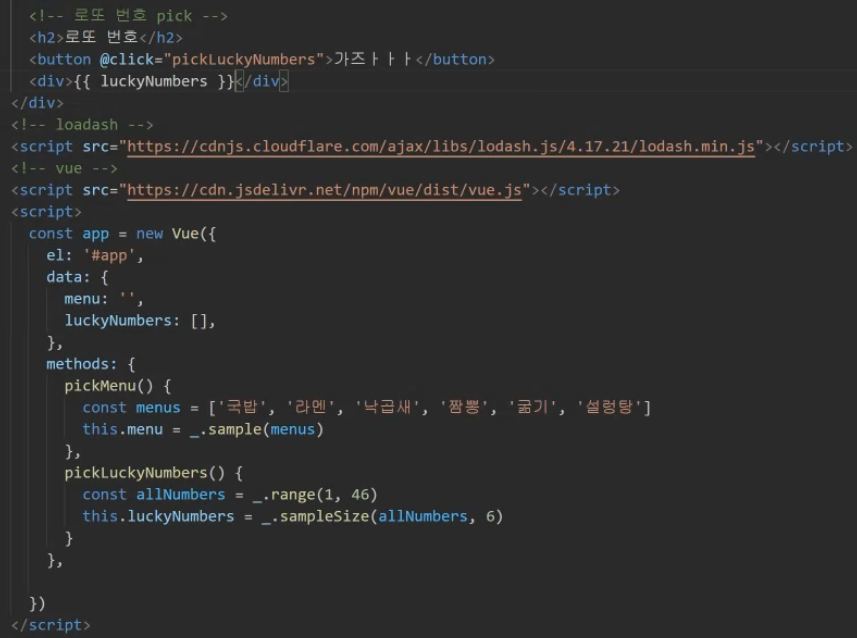 <!-- 로또 번호 pick -->
<h2>로또 번호</h2>
<button @click="pickLuckyNumbers">가즈ㅏㅏㅏ</button>
<div>{{ luckyNumbers }}</div>
</div>
<!-- loadash -->
<script src="https://cdnjs.cloudflare.com/ajax/libs/lodash.js/4.17.21/lodash.min.js"></script>
<!-- vue -->
<script src="https://cdn.jsdelivr.net/npm/vue/dist/vue.js"></script>
<script>
const app = new Vue({
el: '#app',
data: {
menu: '',
luckyNumbers: [],
},
methods: {
pickMenu() {
const menus = ['국밥', '라멘', '낙곱새', '짬뽕', '굶기', '설렁탕']
this.menu = _.sample(menus)
},
pickLuckyNumbers() {
const allNumbers = _.range(1, 46)
this.luckyNumbers = _.sampleSize(allNumbers, 6)
}
},
})
</script>